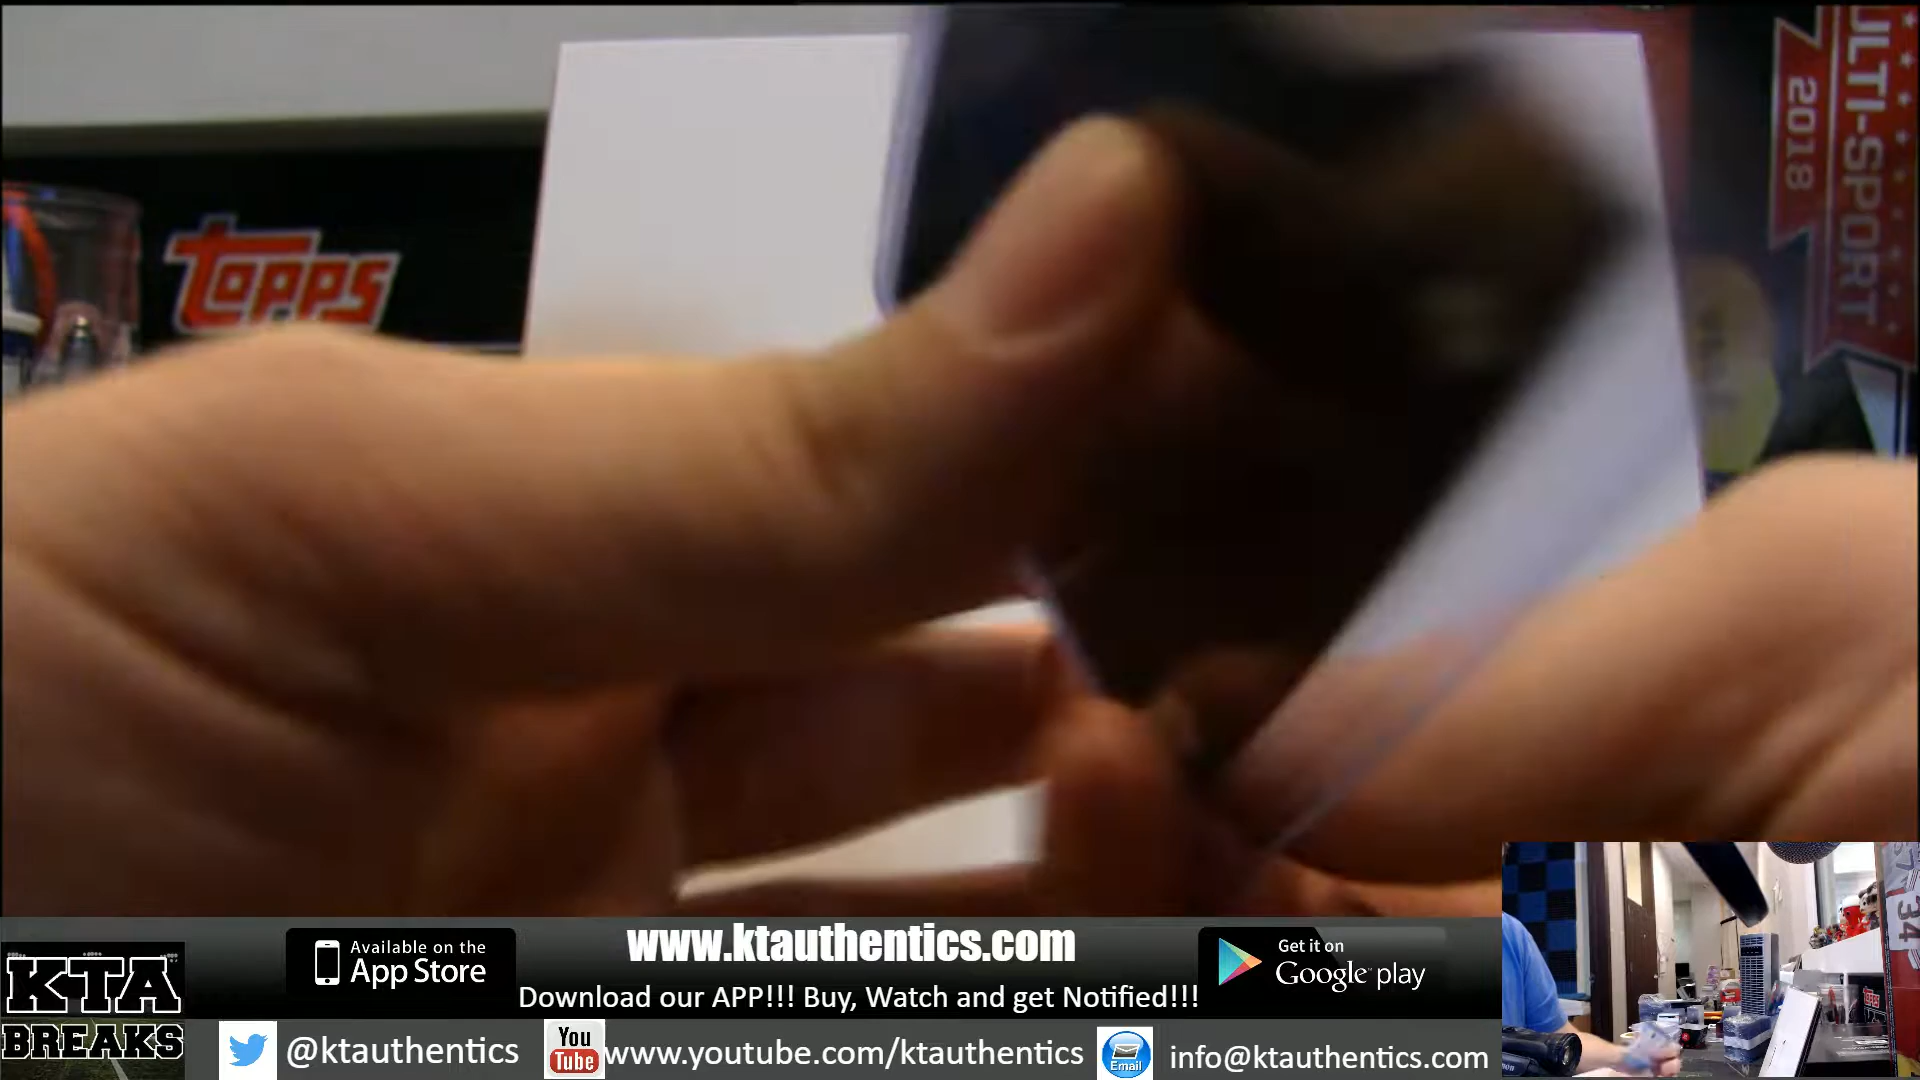 TOPPS
ULTI-SPORT
2018
www.ktauthentics.com
Available on the
App Store
Get it on
Google play
Download our APP!!! Buy, Watch and get Notified!!!
KTA
BREAKS
@ktauthentics
You
Tube
www.youtube.com/ktauthentics
Email
info@ktauthentics.com
34